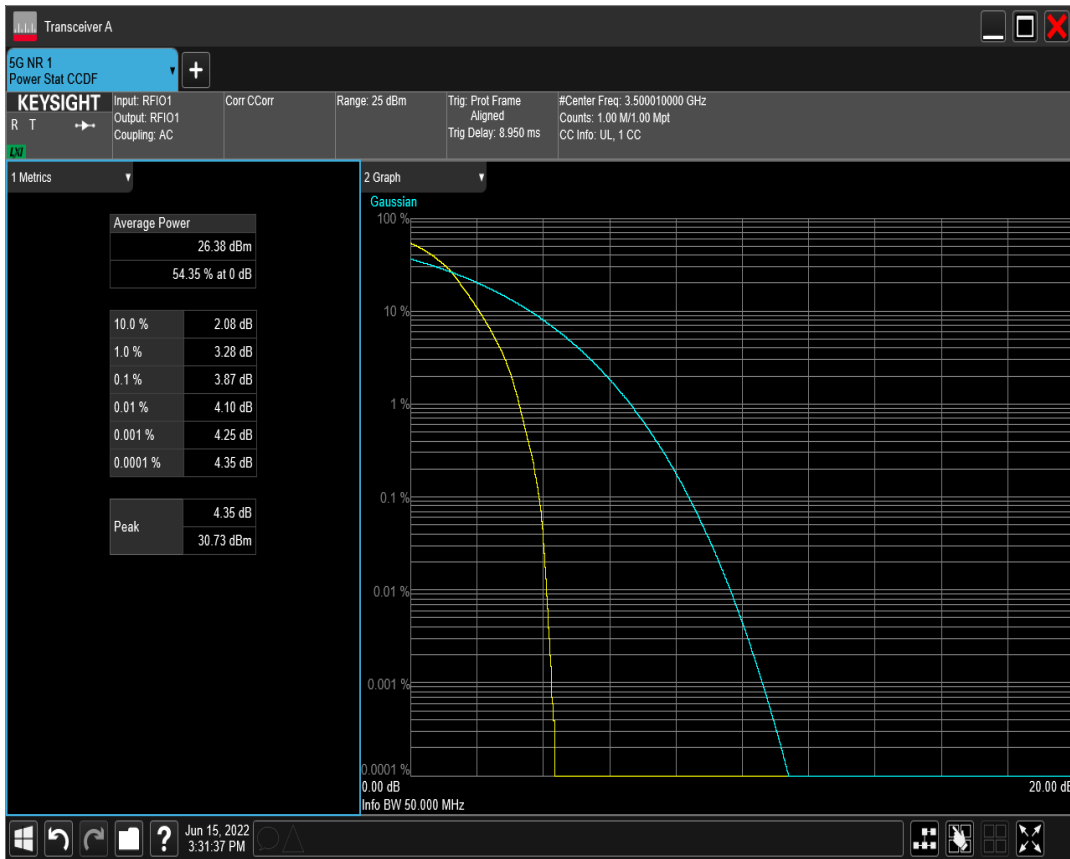 Transceiver A
5G NR 1
Power Stat CCDF
KEYSIGHT
R T
LXI
Input: RFIO1
Output: RFIO1
Coupling: AC
Corr CCorr
Range: 25 dBm
Trig: Prot Frame
Aligned
Trig Delay: 8.950 ms
#Center Freq: 3.500010000 GHz
Counts: 1.00 M/1.00 Mpt
CC Info: UL, 1 CC
1 Metrics
Average Power
26.38 dBm
54.35 % at 0 dB
10.0 % 2.08 dB
1.0 % 3.28 dB
0.1 % 3.87 dB
0.01 % 4.10 dB
0.001 % 4.25 dB
0.0001 % 4.35 dB
Peak 4.35 dB
30.73 dBm
2 Graph
Gaussian
100 %
10 %
1 %
0.1 %
0.01 %
0.001 %
0.0001 %
0.00 dB 20.00 dB
Info BW 50.000 MHz
? Jun 15, 2022
3:31:37 PM